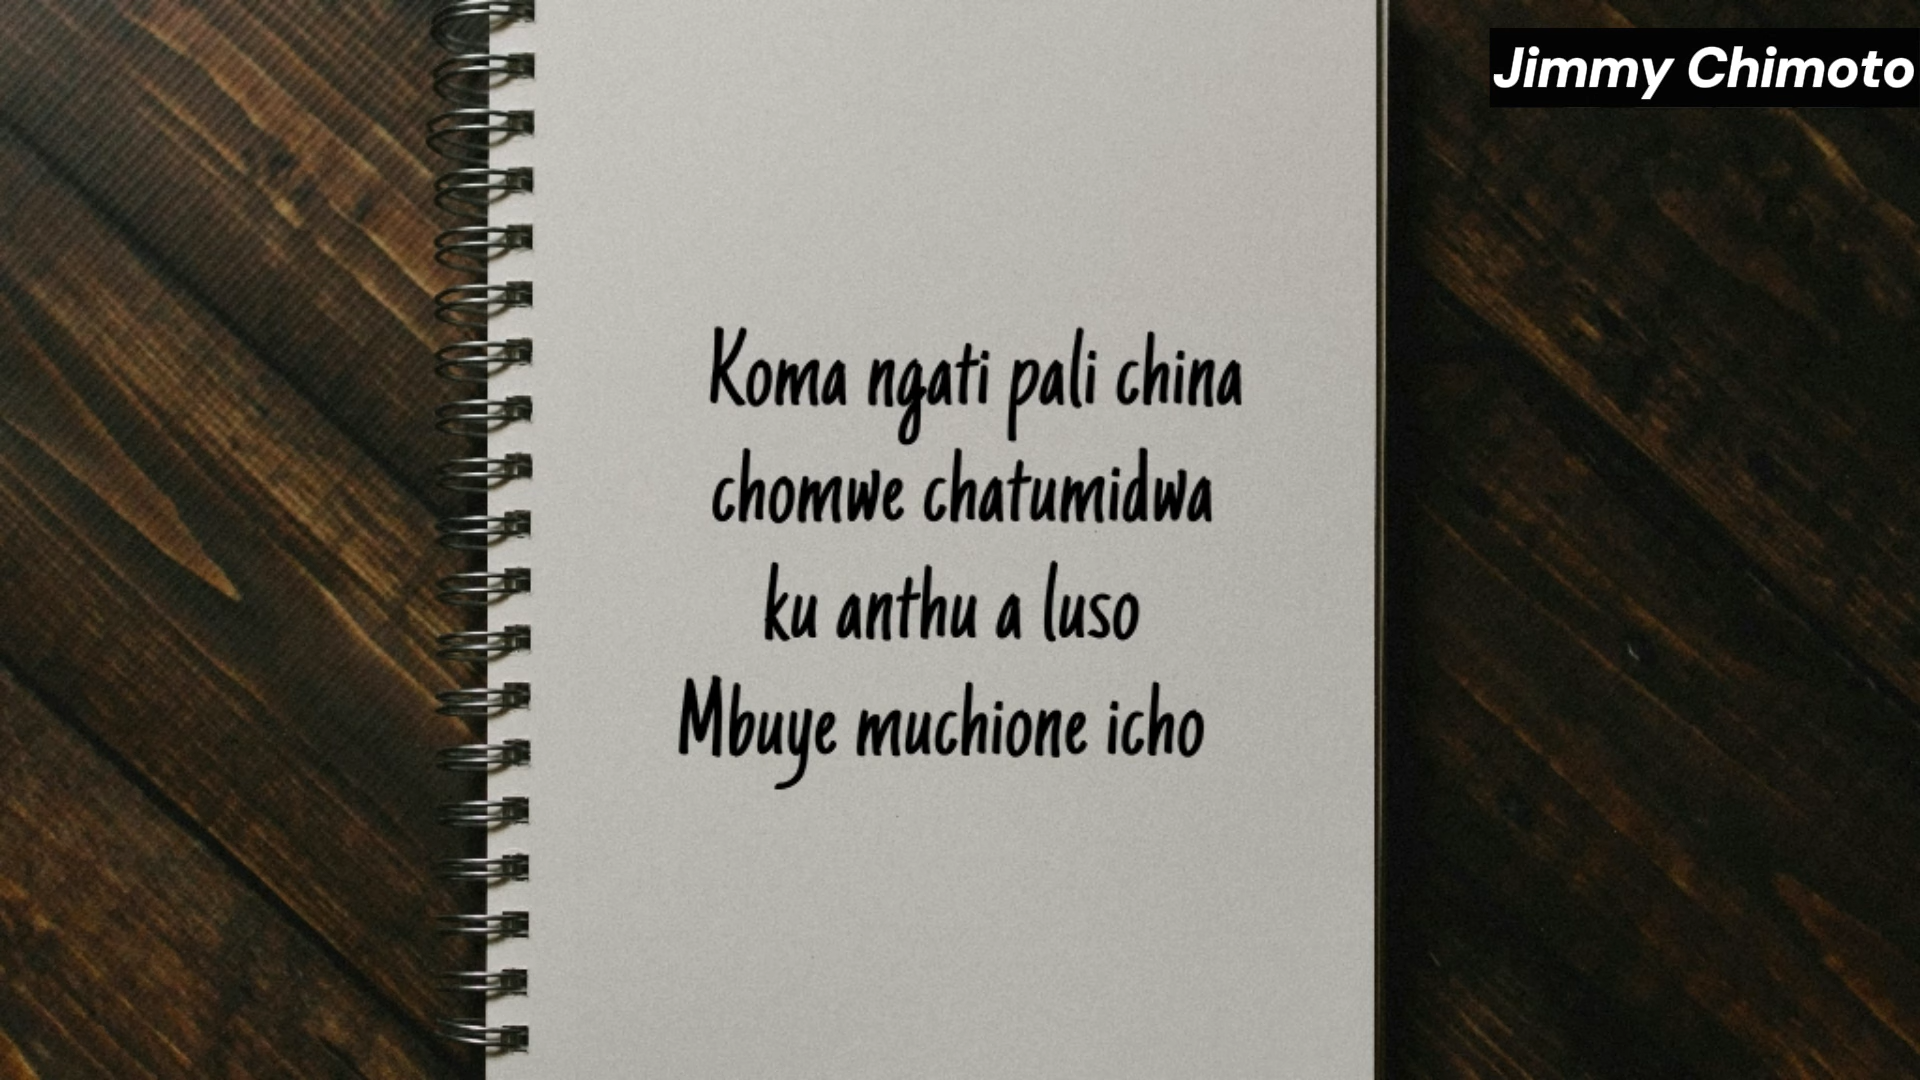 Jimmy Chimoto
Koma ngati pali china
chomwe chatumidwa
ku anthu a luso
Mbuye muchione icho